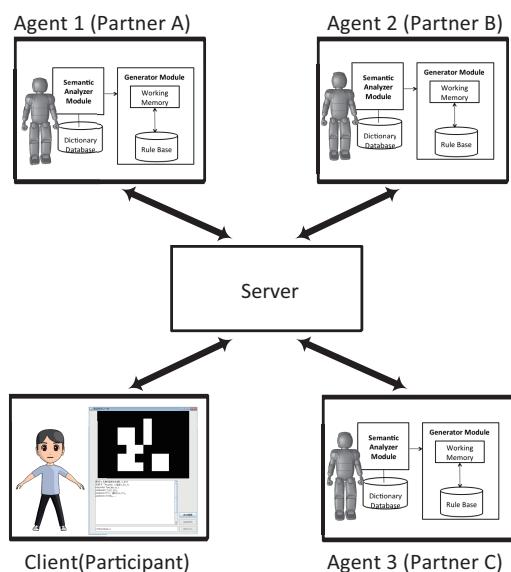 Agent 1 (Partner A)
Agent 2 (Partner B)
Semantic
Analyzer
Module
Generator Module
Working
Memory
Dictionary
Database
Rule Base
Semantic
Analyzer
Module
Generator Module
Working
Memory
Dictionary
Database
Rule Base
Server
Semantic
Analyzer
Module
Generator Module
Working
Memory
Dictionary
Database
Rule Base
Client(Participant)
Agent 3 (Partner C)